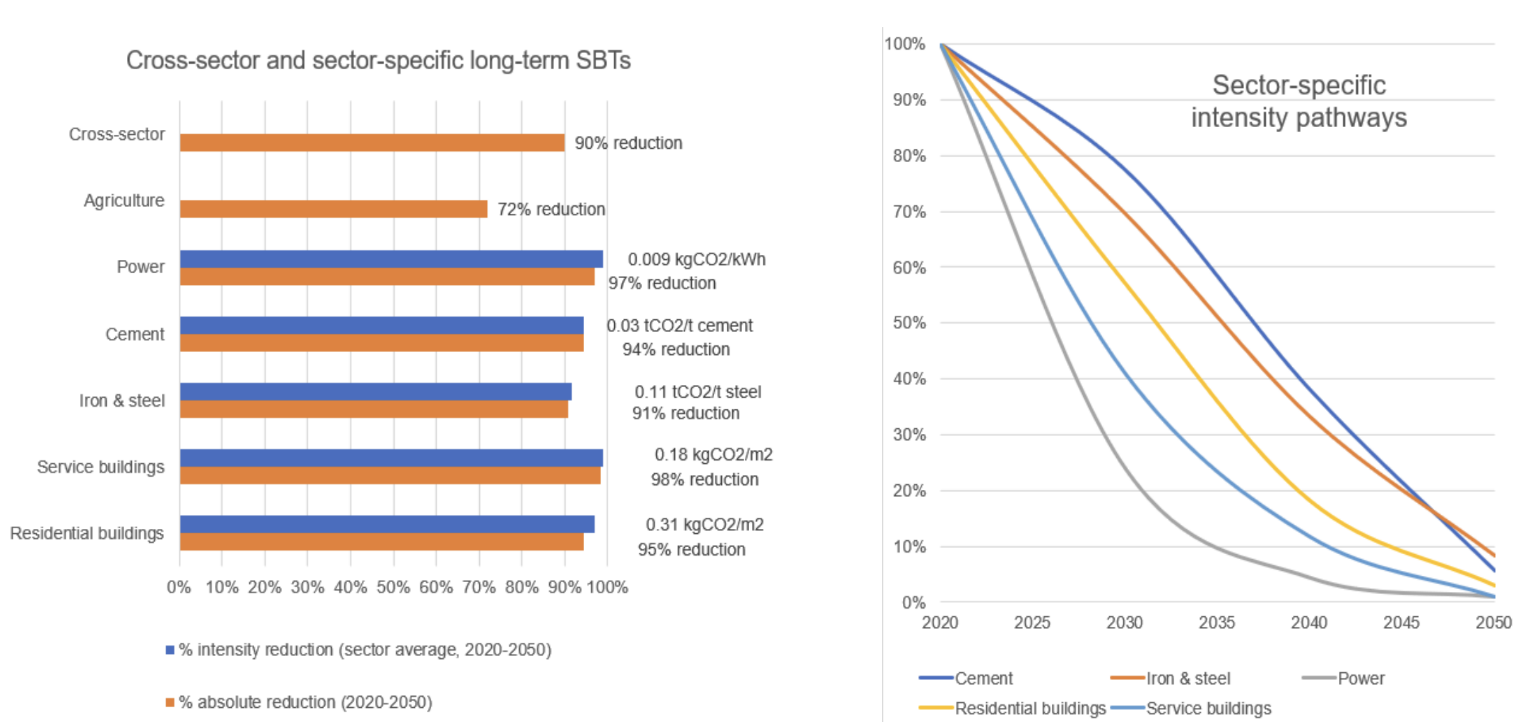 Cross-sector and sector-specific long-term SBTs
Cross-sector
90% reduction
Agriculture
72% reduction
Power
0.009 kgCO2/kWh
97% reduction
Cement
0.03 tCO2/t cement
94% reduction
Iron & steel
0.11 tCO2/t steel
91% reduction
Service buildings
0.18 kgCO2/m2
98% reduction
Residential buildings
0.31 kgCO2/m2
95% reduction
0% 10% 20% 30% 40% 50% 60% 70% 80% 90% 100%
% intensity reduction (sector average, 2020-2050)
% absolute reduction (2020-2050)
Sector-specific
intensity pathways
100%
90%
80%
70%
60%
50%
40%
30%
20%
10%
0%
2020 2025 2030 2035 2040 2045 2050
Cement Iron & steel Power
Residential buildings Service buildings